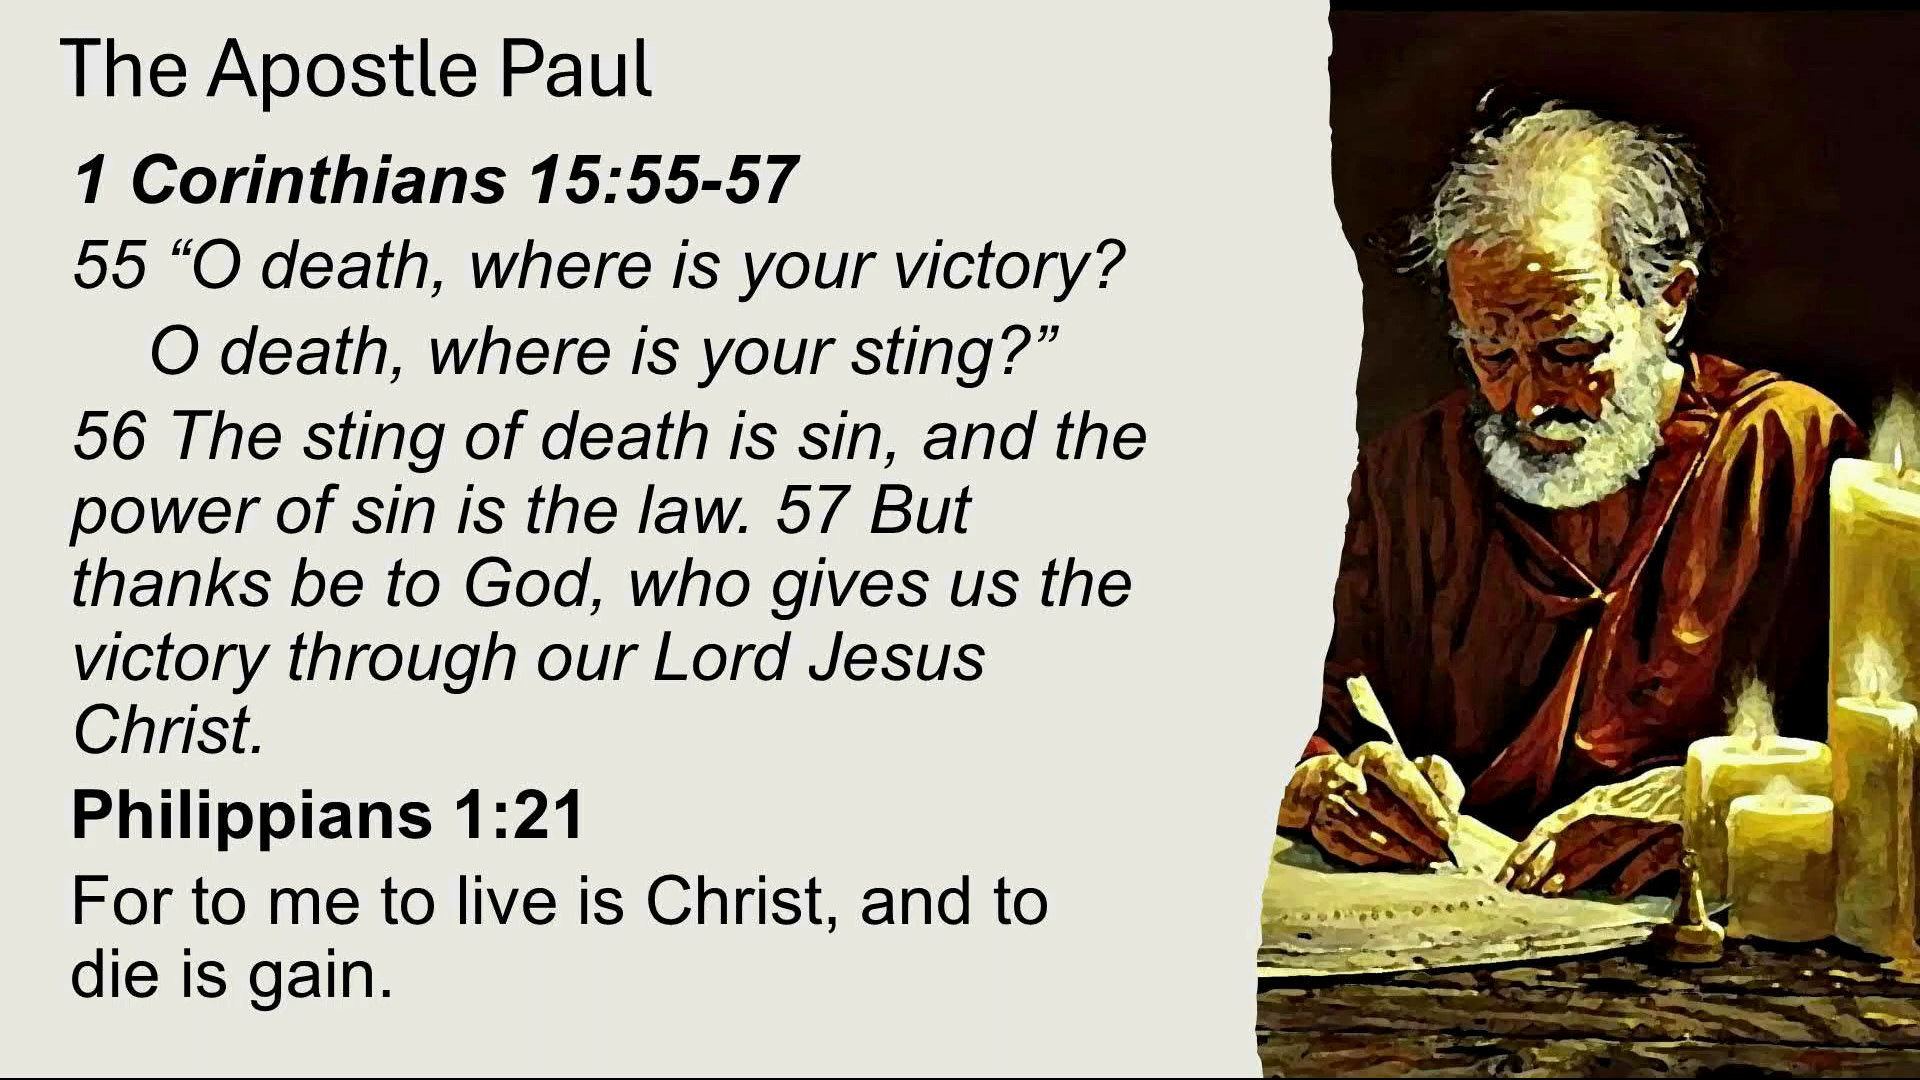 The Apostle Paul
1 Corinthians 15:55-57
55 “O death, where is your victory?
O death, where is your sting?”
56 The sting of death is sin, and the
power of sin is the law. 57 But
thanks be to God, who gives us the
victory through our Lord Jesus
Christ.
Philippians 1:21
For to me to live is Christ, and to
die is gain.